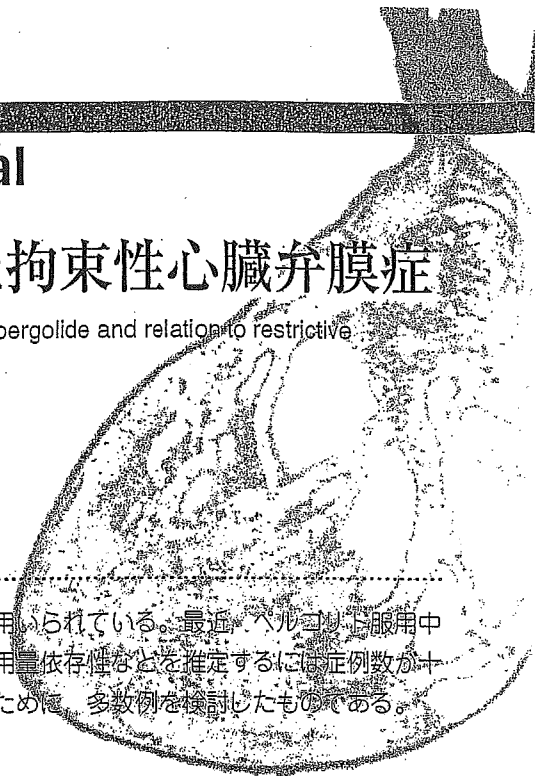 al
拘束性心臓弁膜症
pergolide and relation to restrictive
用いられている。最近、ペルゴリド服用中
用量依存性などを推定するには症例数が十
ために、多数例を検討したものである。